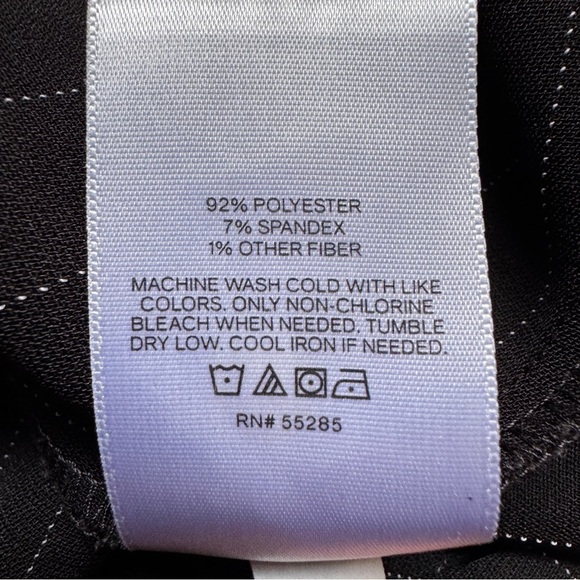 92% POLYESTER
7% SPANDEX
1% OTHER FIBER
MACHINE WASH COLD WITH LIKE
COLORS. ONLY NON-CHLORINE
BLEACH WHEN NEEDED. TUMBLE
DRY LOW. COOL IRON IF NEEDED.
RN# 55285